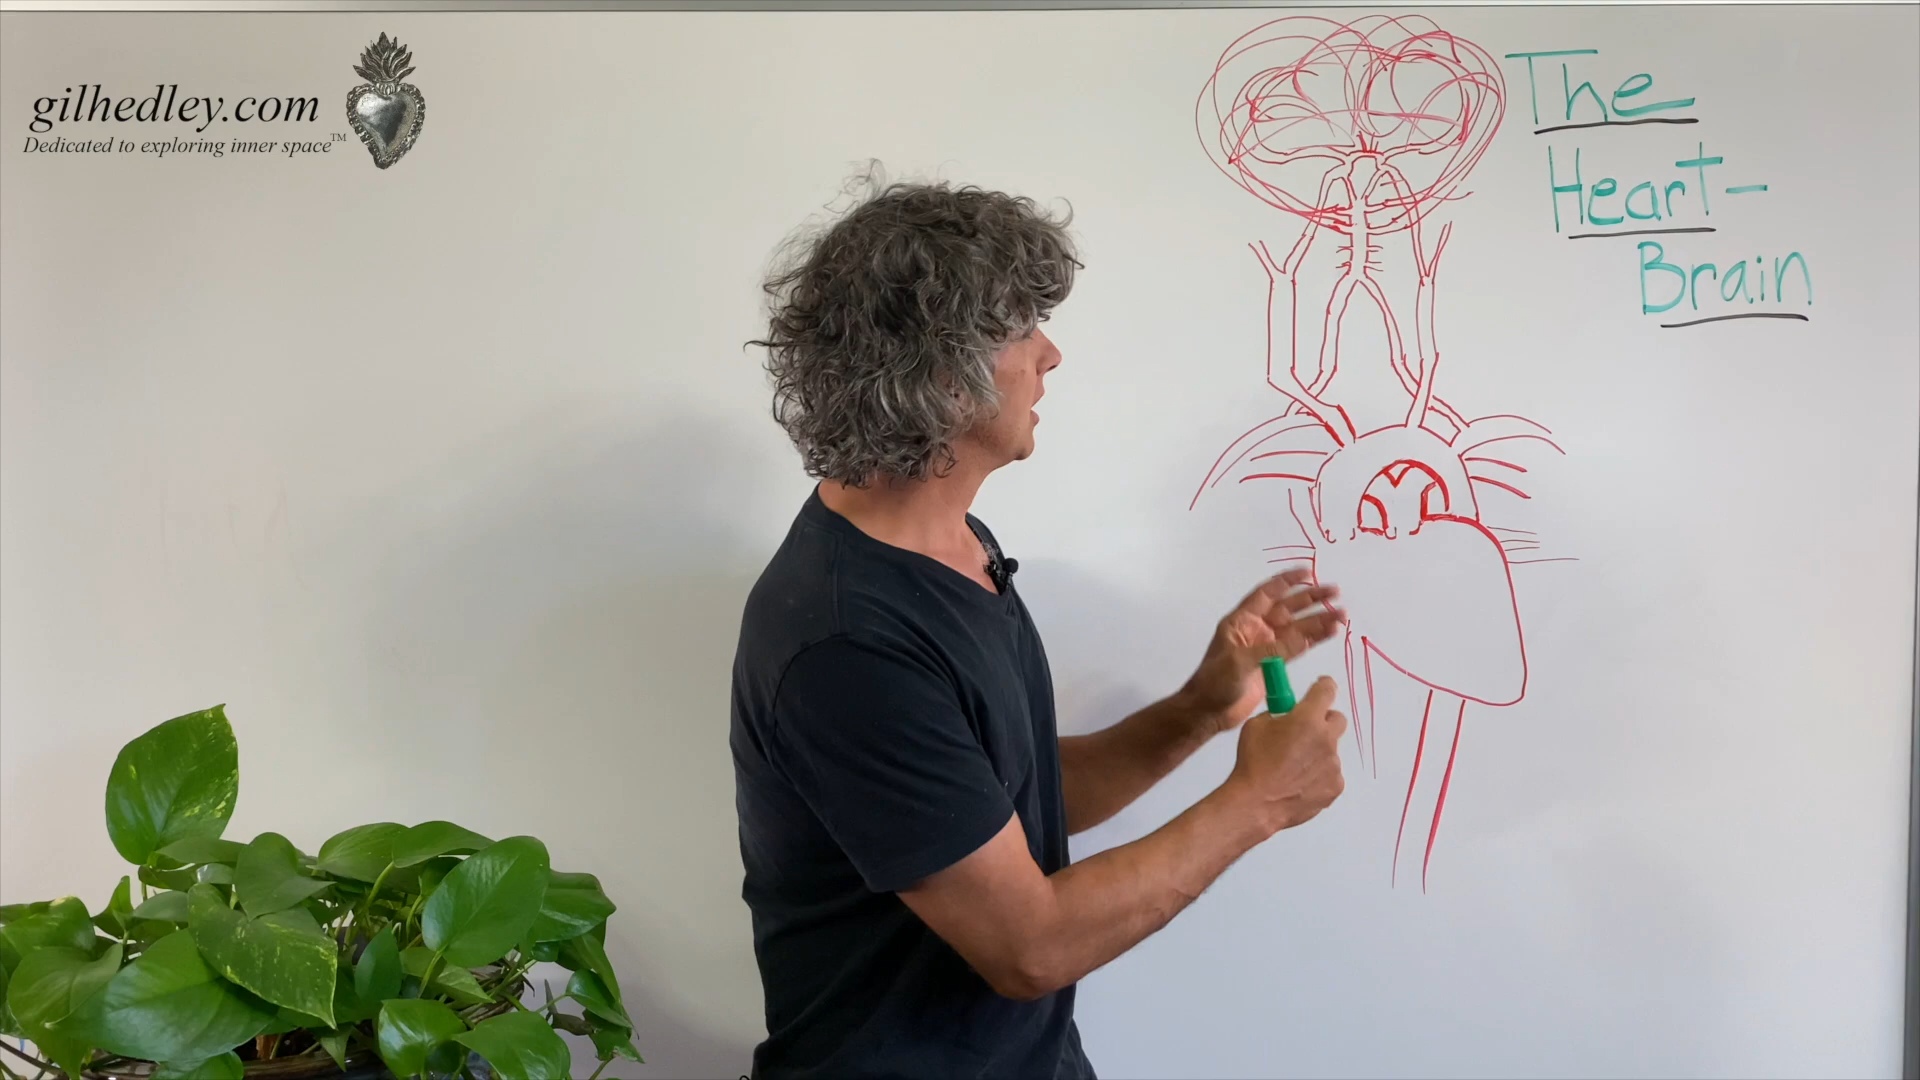 gilhedley.com
Dedicated to exploring inner space™
The
Heart-
Brain